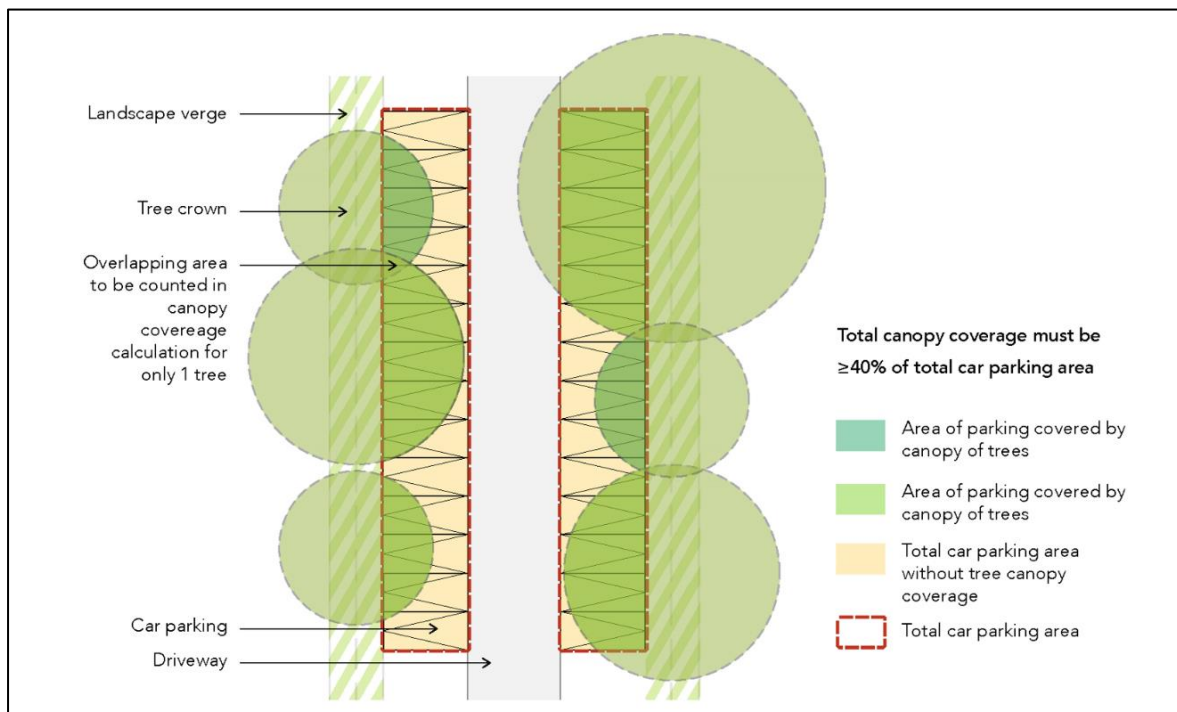 Landscape verge
Tree crown
Overlapping area
to be counted in
canopy
covereage
calculation for
only 1 tree
Car parking
Driveway
Total canopy coverage must be
≥40% of total car parking area
Area of parking covered by
canopy of trees
Area of parking covered by
canopy of trees
Total car parking area
without tree canopy
coverage
Total car parking area